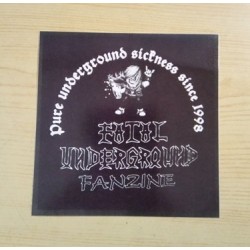 Pure underground sickness since 1998
FATAL
UNDERGROUND
FANZINE